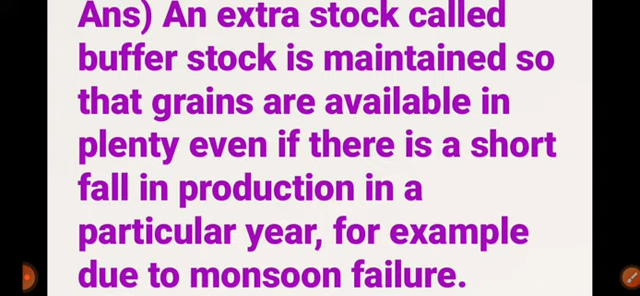 Ans) An extra stock called
buffer stock is maintained so
that grains are available in
plenty even if there is a short
fall in production in a
particular year, for example
due to monsoon failure.